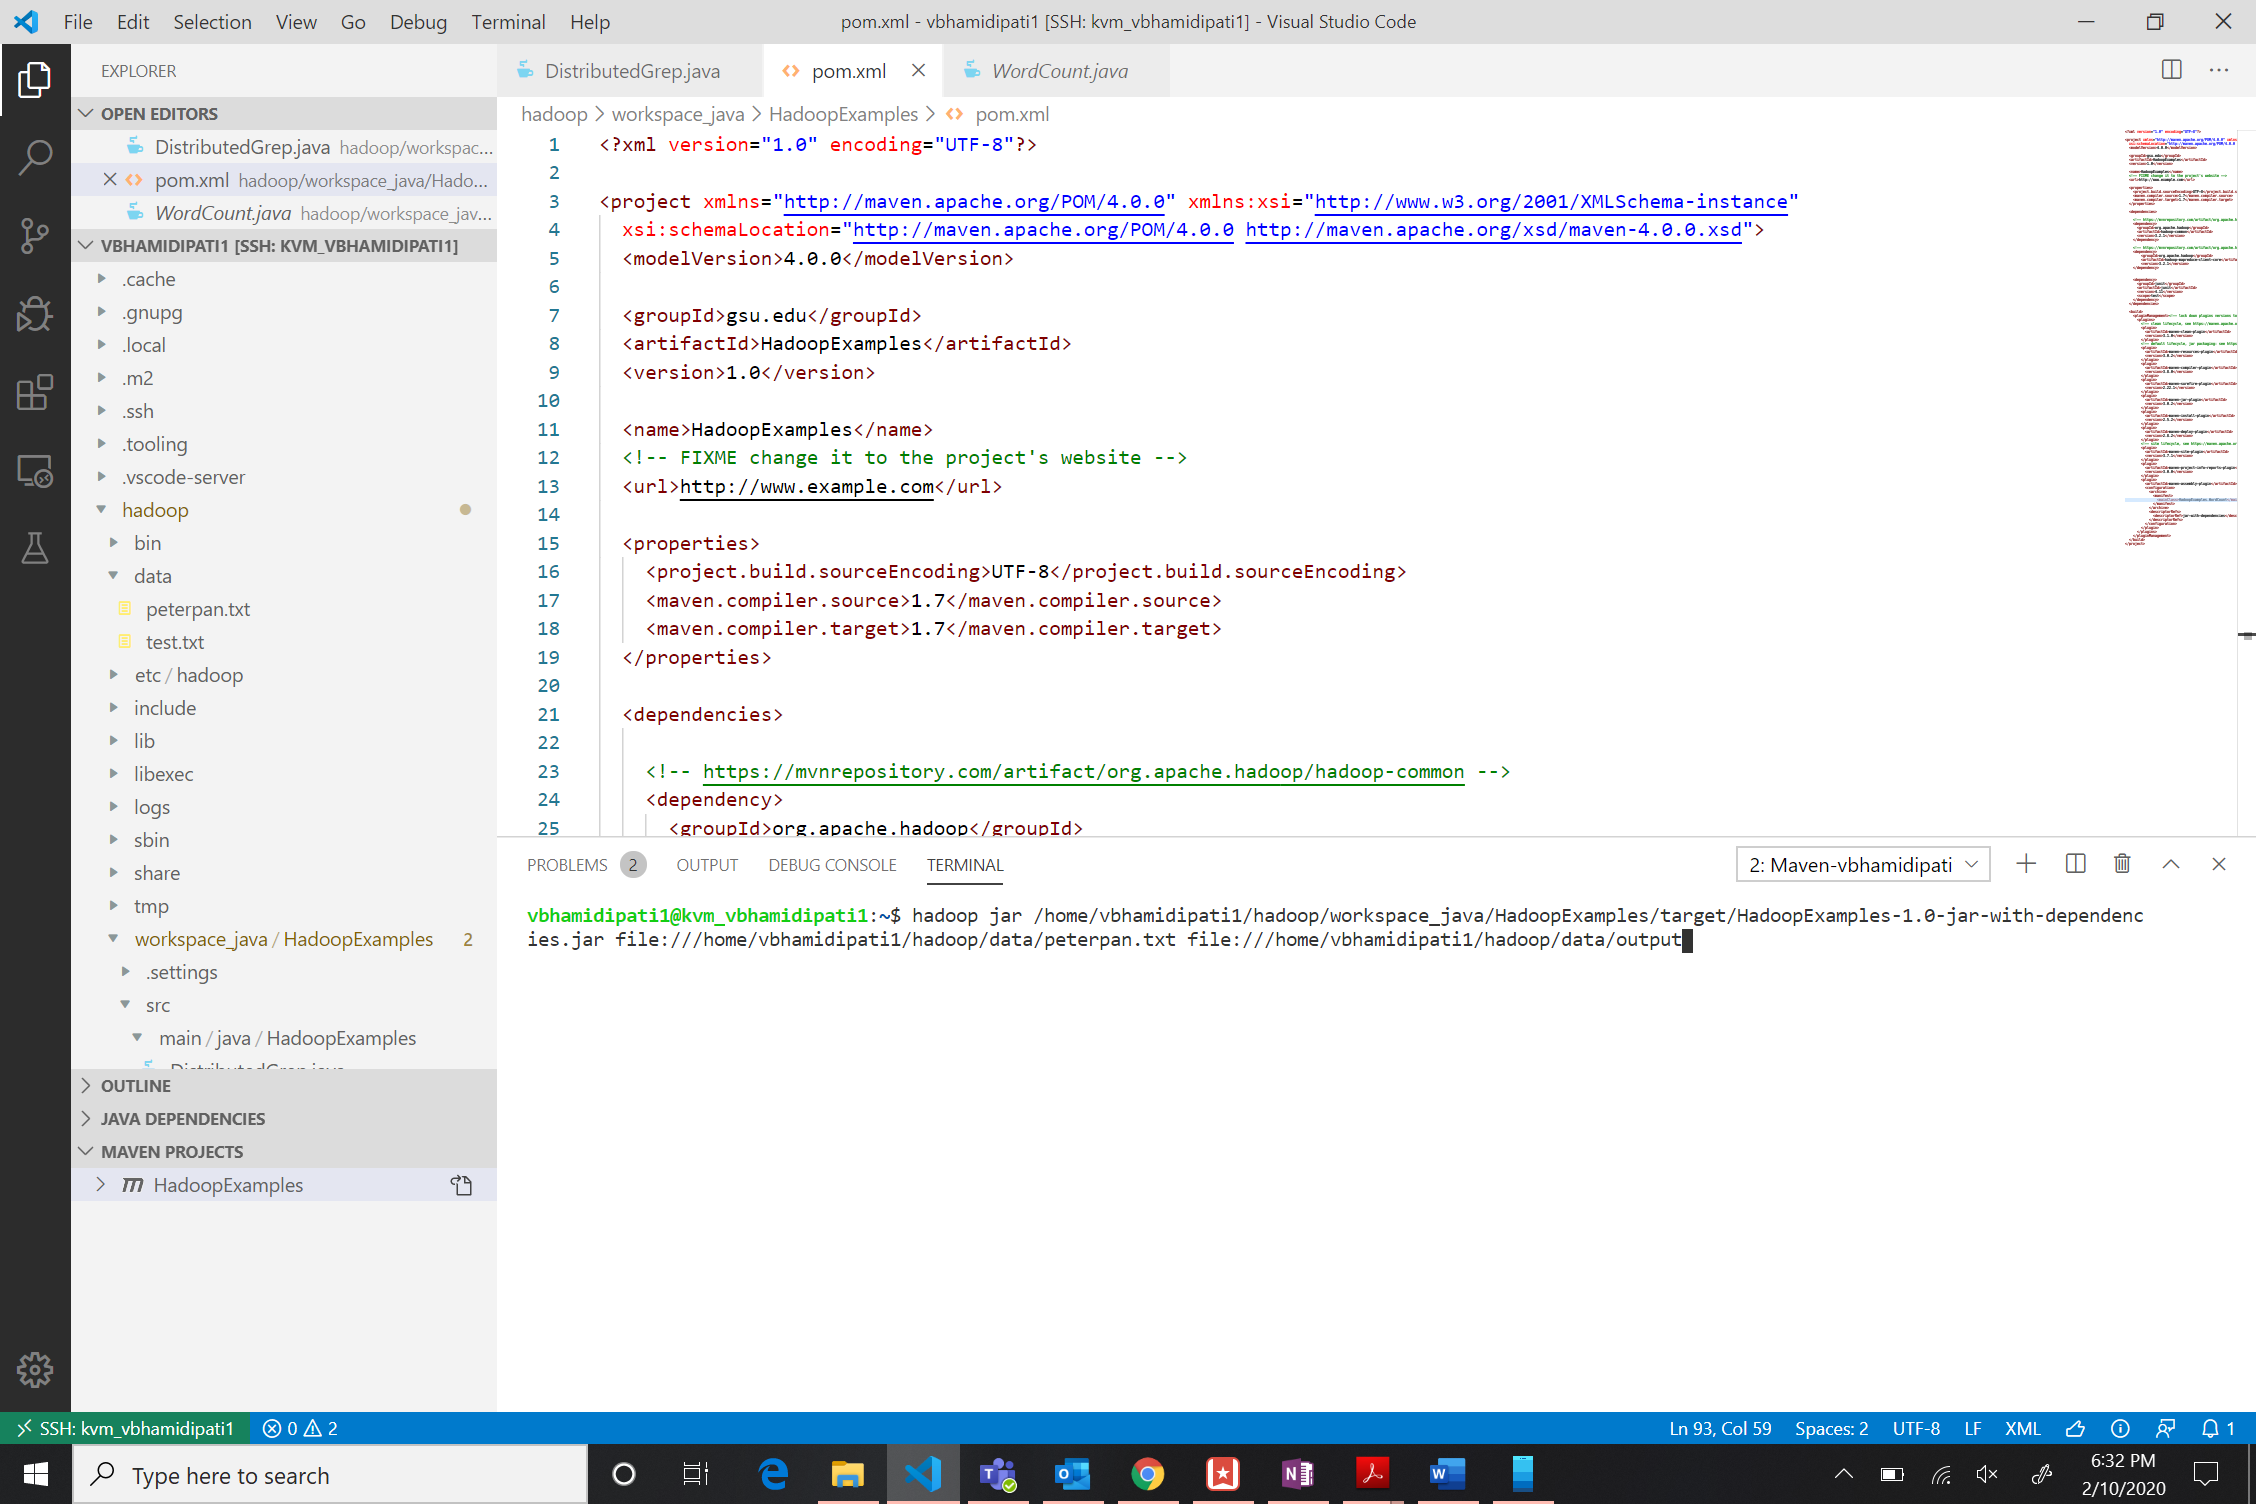 File Edit Selection View Go Debug Terminal Help
pom.xml - vbhamidipati1 [SSH: kvm_vbhamidipati1] - Visual Studio Code
EXPLORER
OPEN EDITORS
DistributedGrep.java hadoop/workspac...
pom.xml hadoop/workspace_java/Hado...
WordCount.java hadoop/workspace_jav...
VBHAMIDIPATI1 [SSH: KVM_VBHAMIDIPATI1]
.cache
.gnupg
.local
.m2
.ssh
.tooling
.vscode-server
hadoop
bin
data
peterpan.txt
test.txt
etc / hadoop
include
lib
libexec
logs
sbin
share
tmp
workspace_java / HadoopExamples 2
.settings
src
main / java / HadoopExamples
DistributedGrep.java
OUTLINE
JAVA DEPENDENCIES
MAVEN PROJECTS
HadoopExamples
DistributedGrep.java
pom.xml
WordCount.java
hadoop > workspace_java > HadoopExamples > pom.xml
1 <?xml version="1.0" encoding="UTF-8"?>
2
3 <project xmlns="http://maven.apache.org/POM/4.0.0" xmlns:xsi="http://www.w3.org/2001/XMLSchema-instance"
4 xsi:schemaLocation="http://maven.apache.org/POM/4.0.0 http://maven.apache.org/xsd/maven-4.0.0.xsd">
5 <modelVersion>4.0.0</modelVersion>
6
7 <groupId>gsu.edu</groupId>
8 <artifactId>HadoopExamples</artifactId>
9 <version>1.0</version>
10
11 <name>HadoopExamples</name>
12 <!-- FIXME change it to the project's website -->
13 <url>http://www.example.com</url>
14
15 <properties>
16 <project.build.sourceEncoding>UTF-8</project.build.sourceEncoding>
17 <maven.compiler.source>1.7</maven.compiler.source>
18 <maven.compiler.target>1.7</maven.compiler.target>
19 </properties>
20
21 <dependencies>
22
23 <!-- https://mvnrepository.com/artifact/org.apache.hadoop/hadoop-common -->
24 <dependency>
25 <groupId>org.apache.hadoop</groupId>
PROBLEMS 2 OUTPUT DEBUG CONSOLE TERMINAL
2: Maven-vbhamidipati
vbhamidipati1@kvm_vbhamidipati1:~$ hadoop jar /home/vbhamidipati1/hadoop/workspace_java/HadoopExamples/target/HadoopExamples-1.0-jar-with-dependenc
ies.jar file:///home/vbhamidipati1/hadoop/data/peterpan.txt file:///home/vbhamidipati1/hadoop/data/output
SSH: kvm_vbhamidipati1 0 2
Ln 93, Col 59 Spaces: 2 UTF-8 LF XML 1
Type here to search
6:32 PM
2/10/2020